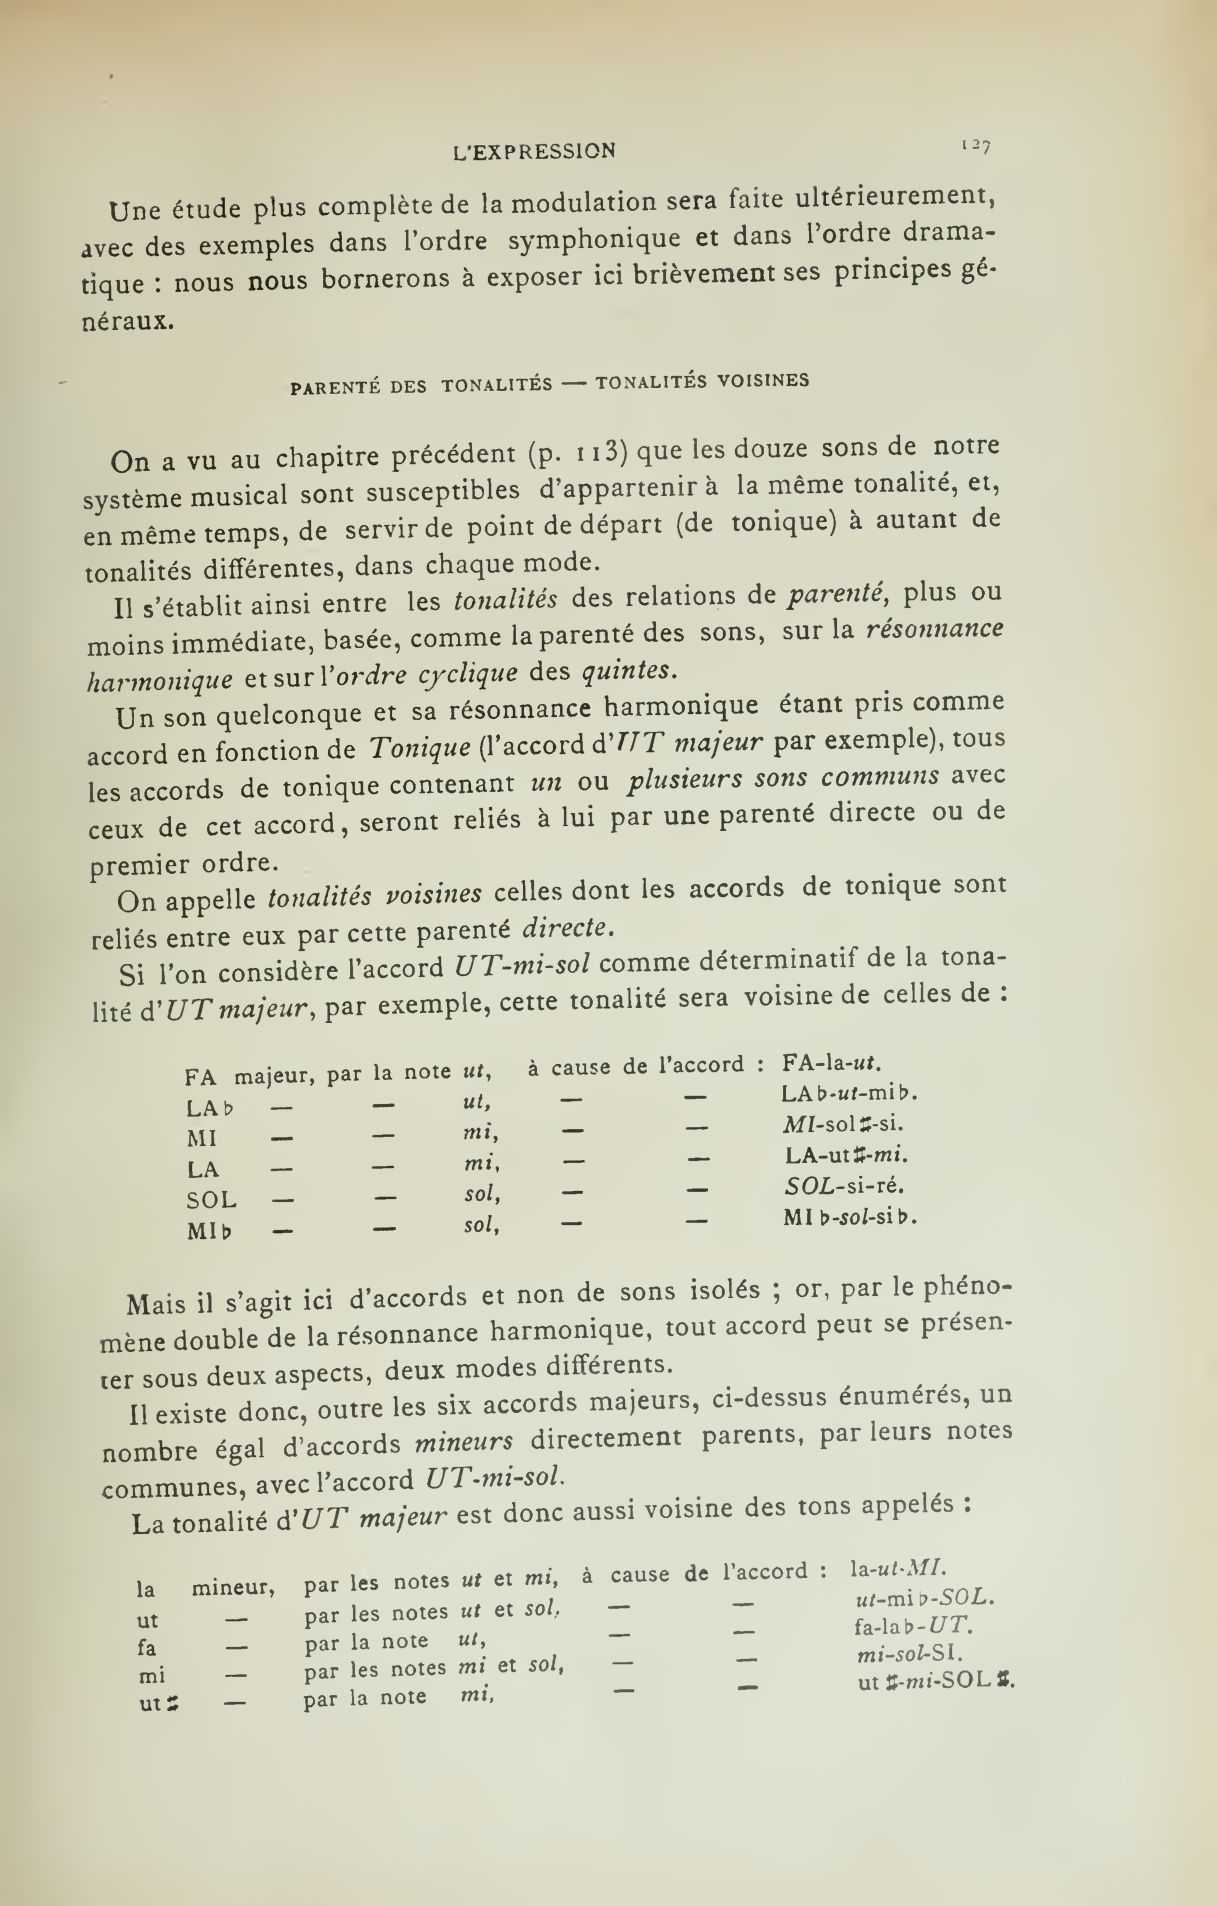 L'EXPRESSION 127
Une étude plus complète de la modulation sera faite ultérieurement,
avec des exemples dans l'ordre symphonique et dans l'ordre drama-
tique : nous nous bornerons à exposer ici brièvement ses principes gé-
néraux.
PARENTÉ DES TONALITÉS — TONALITÉS VOISINES
On a vu au chapitre précédent (p. 113) que les douze sons de notre
système musical sont susceptibles d'appartenir à la même tonalité, et,
en même temps, de servir de point de départ (de tonique) à autant de
tonalités différentes, dans chaque mode.
Il s'établit ainsi entre les tonalités des relations de parenté, plus ou
moins immédiate, basée, comme la parenté des sons, sur la résonnance
harmonique et sur l'ordre cyclique des quintes.
Un son quelconque et sa résonnance harmonique étant pris comme
accord en fonction de Tonique (l'accord d'UT majeur par exemple), tous
les accords de tonique contenant un ou plusieurs sons communs avec
ceux de cet accord, seront reliés à lui par une parenté directe ou de
premier ordre.
On appelle tonalités voisines celles dont les accords de tonique sont
reliés entre eux par cette parenté directe.
Si l'on considère l'accord UT-mi-sol comme déterminatif de la tona-
lité d'UT majeur, par exemple, cette tonalité sera voisine de celles de :
FA majeur, par la note ut, à cause de l'accord : FA-la-ut.
LA♭ — — ut, — — LA♭-ut-mi♭.
MI — — mi, — — MI-sol♯-si.
LA — — mi, — — LA-ut♯-mi.
SOL — — sol, — — SOL-si-ré.
MI♭ — — sol, — — MI♭-sol-si♭.
Mais il s'agit ici d'accords et non de sons isolés ; or, par le phéno-
mène double de la résonnance harmonique, tout accord peut se présen-
ter sous deux aspects, deux modes différents.
Il existe donc, outre les six accords majeurs, ci-dessus énumérés, un
nombre égal d'accords mineurs directement parents, par leurs notes
communes, avec l'accord UT-mi-sol.
La tonalité d'UT majeur est donc aussi voisine des tons appelés :
la mineur, par les notes ut et mi, à cause de l'accord : la-ut-MI.
ut — par les notes ut et sol, — — ut-mi♭-SOL.
fa — par la note ut, — — fa-la♭-UT.
mi — par les notes mi et sol, — — mi-sol-SI.
ut♯ — par la note mi, — — ut♯-mi-SOL♯.